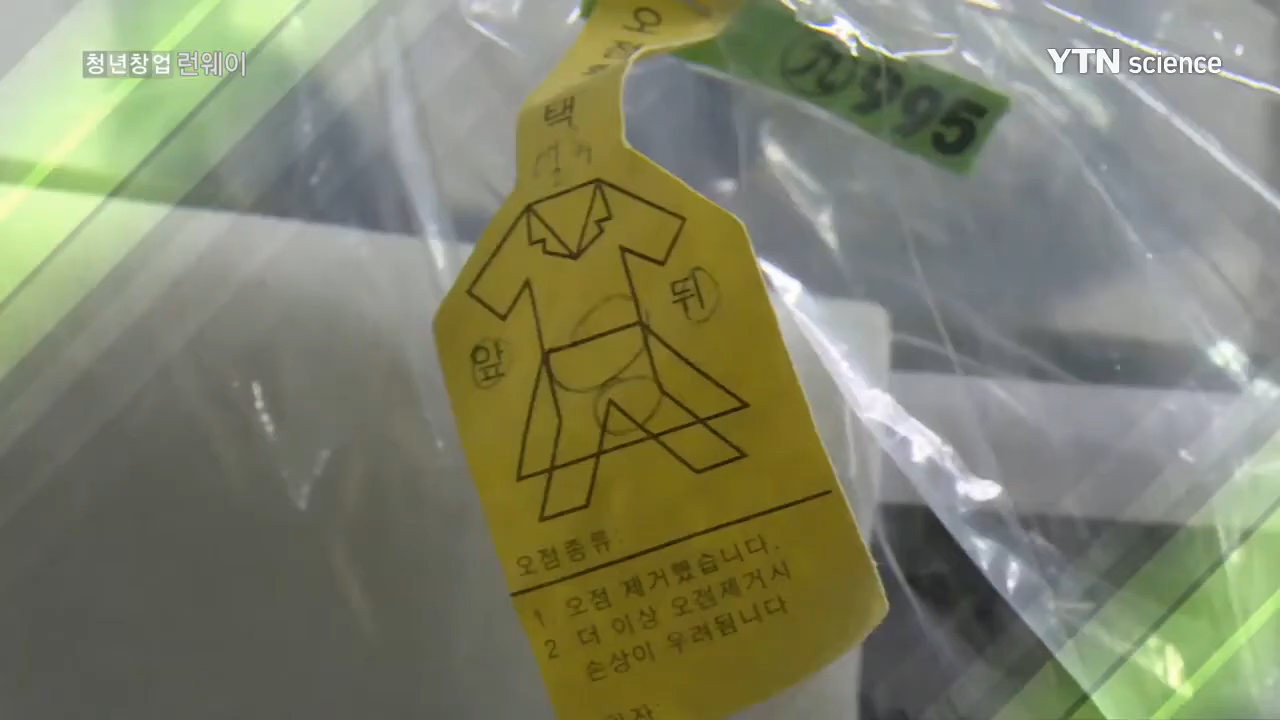 청년창업 런웨이
YTN science
오점
택
995
뒤
앞
오점종류:
1. 오점 제거했습니다.
2 더 이상 오점제거시
손상이 우려됩니다